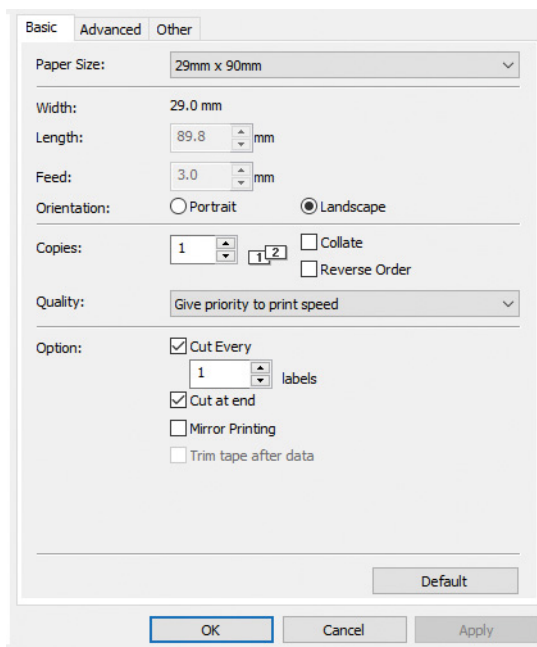 Basic Advanced Other
Paper Size: 29mm x 90mm
Width: 29.0 mm
Length: 89.8 mm
Feed: 3.0 mm
Orientation: Portrait Landscape
Copies: 1 1 2 Collate
Reverse Order
Quality: Give priority to print speed
Option: Cut Every
1 labels
Cut at end
Mirror Printing
Trim tape after data
Default
OK Cancel Apply